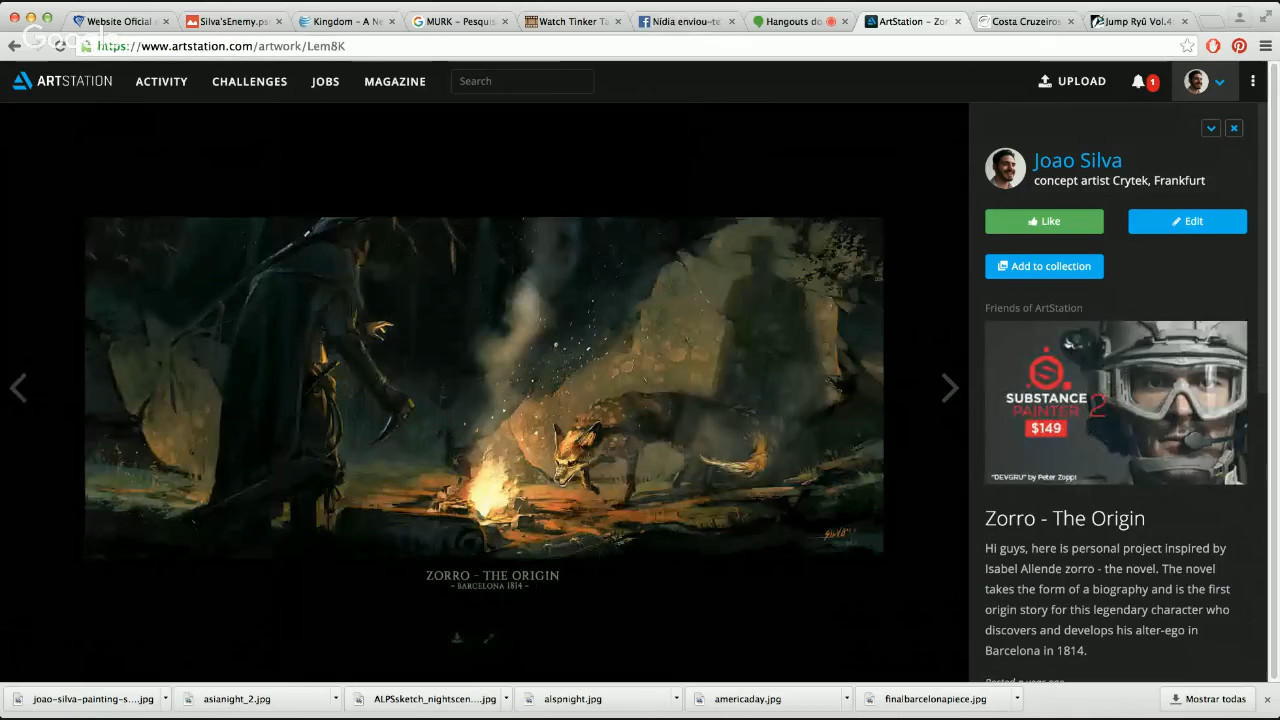 Website Oficial
Silva'sEnemy.ps
Kingdom - A Ne
MURK - Pesquis
Watch Tinker Ta
Nídia enviou-te
Hangouts do
ArtStation - Zor
Costa Cruzeiros
Jump Ryû Vol.4:
https://www.artstation.com/artwork/Lem8K
ARTSTATION
ACTIVITY
CHALLENGES
JOBS
MAGAZINE
Search
UPLOAD
1
Joao Silva
concept artist Crytek, Frankfurt
Like
Edit
Add to collection
Friends of ArtStation
SUBSTANCE
PAINTER 2
$149
"DEVGRU" by Peter Zoppi
Zorro - The Origin
Hi guys, here is personal project inspired by
Isabel Allende zorro - the novel. The novel
takes the form of a biography and is the first
origin story for this legendary character who
discovers and develops his alter-ego in
Barcelona in 1814.
Posted a year ago
ZORRO - THE ORIGIN
~ BARCELONA 1814 ~
joao-silva-painting-s....jpg
asianight_2.jpg
ALPSsketch_nightscen....jpg
alspnight.jpg
americaday.jpg
finalbarcelonapiece.jpg
Mostrar todas